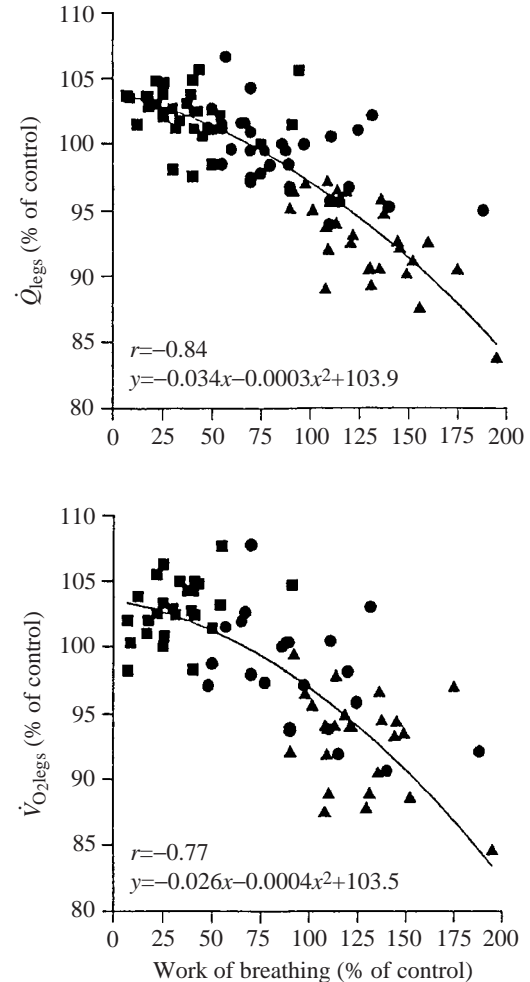 110
105
100
95
90
85
80
Q̇legs (% of control)
r=−0.84
y=−0.034x−0.0003x²+103.9
0 25 50 75 100 125 150 175 200
110
105
100
95
90
85
80
V̇O2legs (% of control)
r=−0.77
y=−0.026x−0.0004x²+103.5
0 25 50 75 100 125 150 175 200
Work of breathing (% of control)